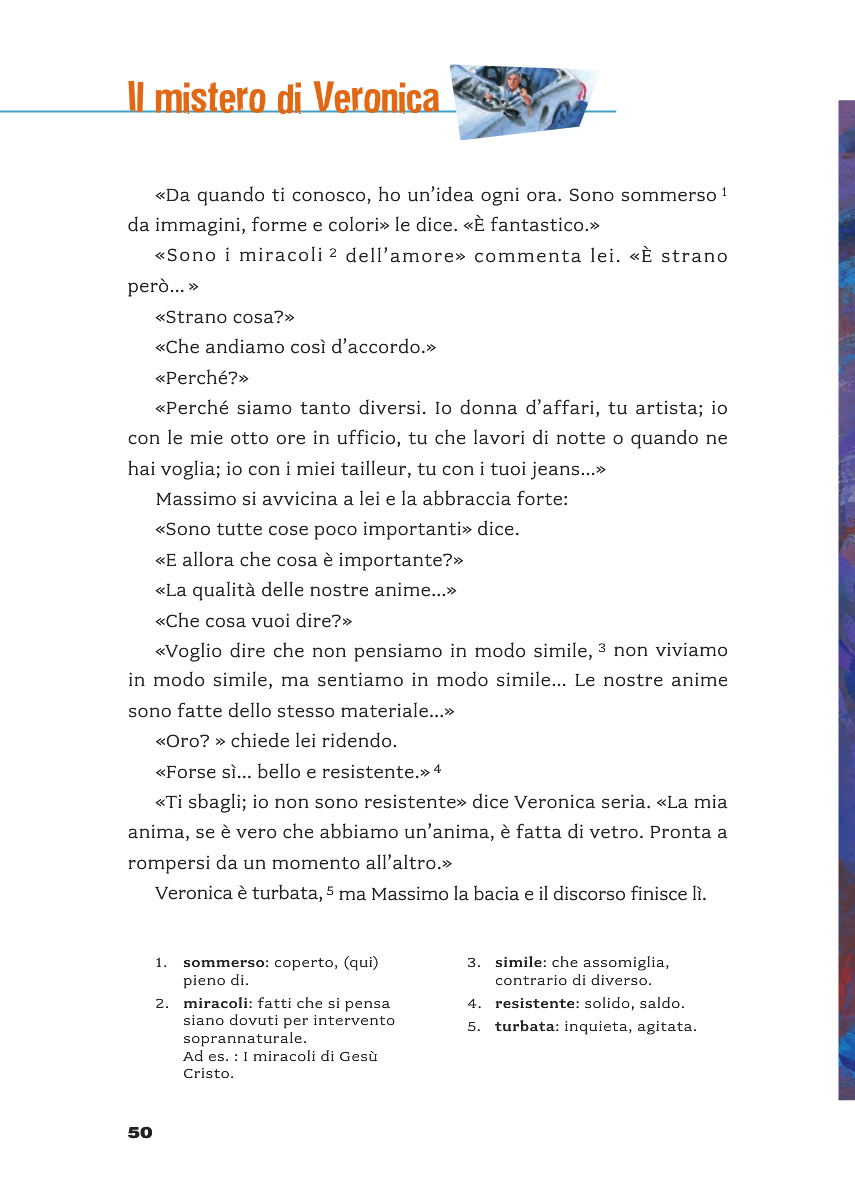 Il mistero di Veronica
«Da quando ti conosco, ho un’idea ogni ora. Sono sommerso 1
da immagini, forme e colori» le dice. «È fantastico.»
«Sono i miracoli 2 dell’amore» commenta lei. «È strano
però... »
«Strano cosa?»
«Che andiamo così d’accordo.»
«Perché?»
«Perché siamo tanto diversi. Io donna d’affari, tu artista; io
con le mie otto ore in ufficio, tu che lavori di notte o quando ne
hai voglia; io con i miei tailleur, tu con i tuoi jeans...»
Massimo si avvicina a lei e la abbraccia forte:
«Sono tutte cose poco importanti» dice.
«E allora che cosa è importante?»
«La qualità delle nostre anime...»
«Che cosa vuoi dire?»
«Voglio dire che non pensiamo in modo simile, 3 non viviamo
in modo simile, ma sentiamo in modo simile... Le nostre anime
sono fatte dello stesso materiale...»
«Oro? » chiede lei ridendo.
«Forse sì... bello e resistente.» 4
«Ti sbagli; io non sono resistente» dice Veronica seria. «La mia
anima, se è vero che abbiamo un’anima, è fatta di vetro. Pronta a
rompersi da un momento all’altro.»
Veronica è turbata, 5 ma Massimo la bacia e il discorso finisce lì.
1. sommerso: coperto, (qui)
pieno di.
2. miracoli: fatti che si pensa
siano dovuti per intervento
soprannaturale.
Ad es. : I miracoli di Gesù
Cristo.
3. simile: che assomiglia,
contrario di diverso.
4. resistente: solido, saldo.
5. turbata: inquieta, agitata.
50